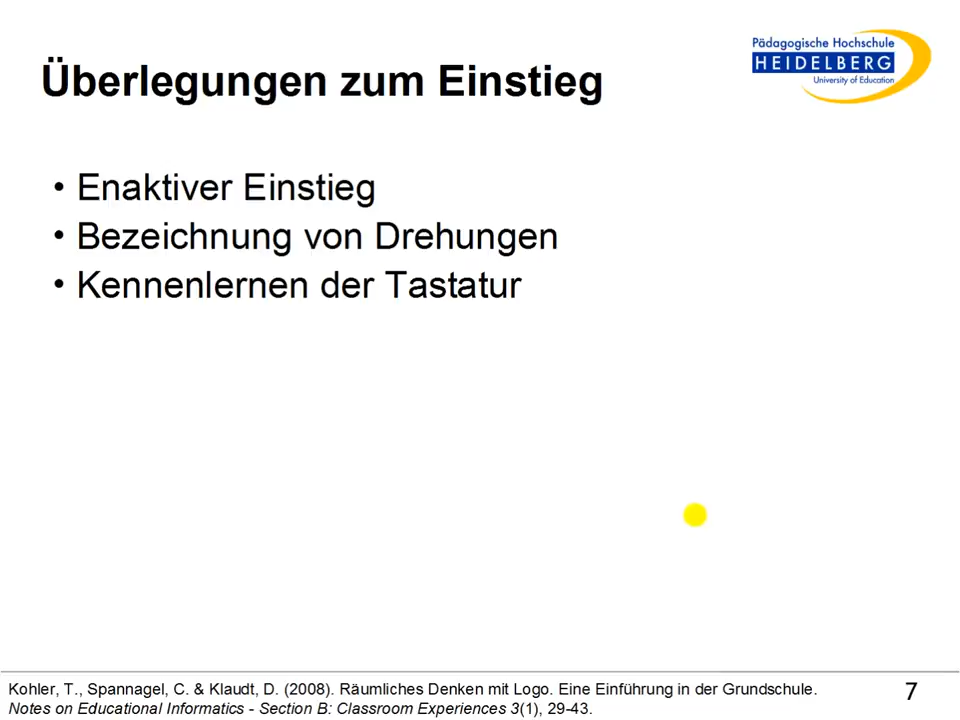 Überlegungen zum Einstieg
Pädagogische Hochschule
HEIDELBERG
University of Education
• Enaktiver Einstieg
• Bezeichnung von Drehungen
• Kennenlernen der Tastatur
Kohler, T., Spannagel, C. & Klaudt, D. (2008). Räumliches Denken mit Logo. Eine Einführung in der Grundschule.
Notes on Educational Informatics - Section B: Classroom Experiences 3(1), 29-43.
7